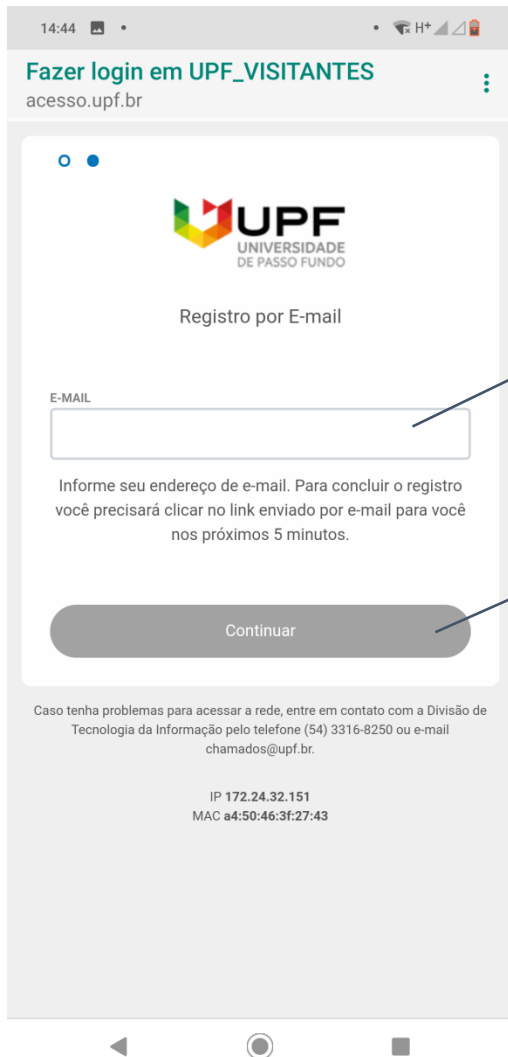 14:44
H+
Fazer login em UPF_VISITANTES
acesso.upf.br
UPF
UNIVERSIDADE
DE PASSO FUNDO
Registro por E-mail
E-MAIL
Informe seu endereço de e-mail. Para concluir o registro
você precisará clicar no link enviado por e-mail para você
nos próximos 5 minutos.
Continuar
Caso tenha problemas para acessar a rede, entre em contato com a Divisão de
Tecnologia da Informação pelo telefone (54) 3316-8250 ou e-mail
chamados@upf.br.
IP 172.24.32.151
MAC a4:50:46:3f:27:43